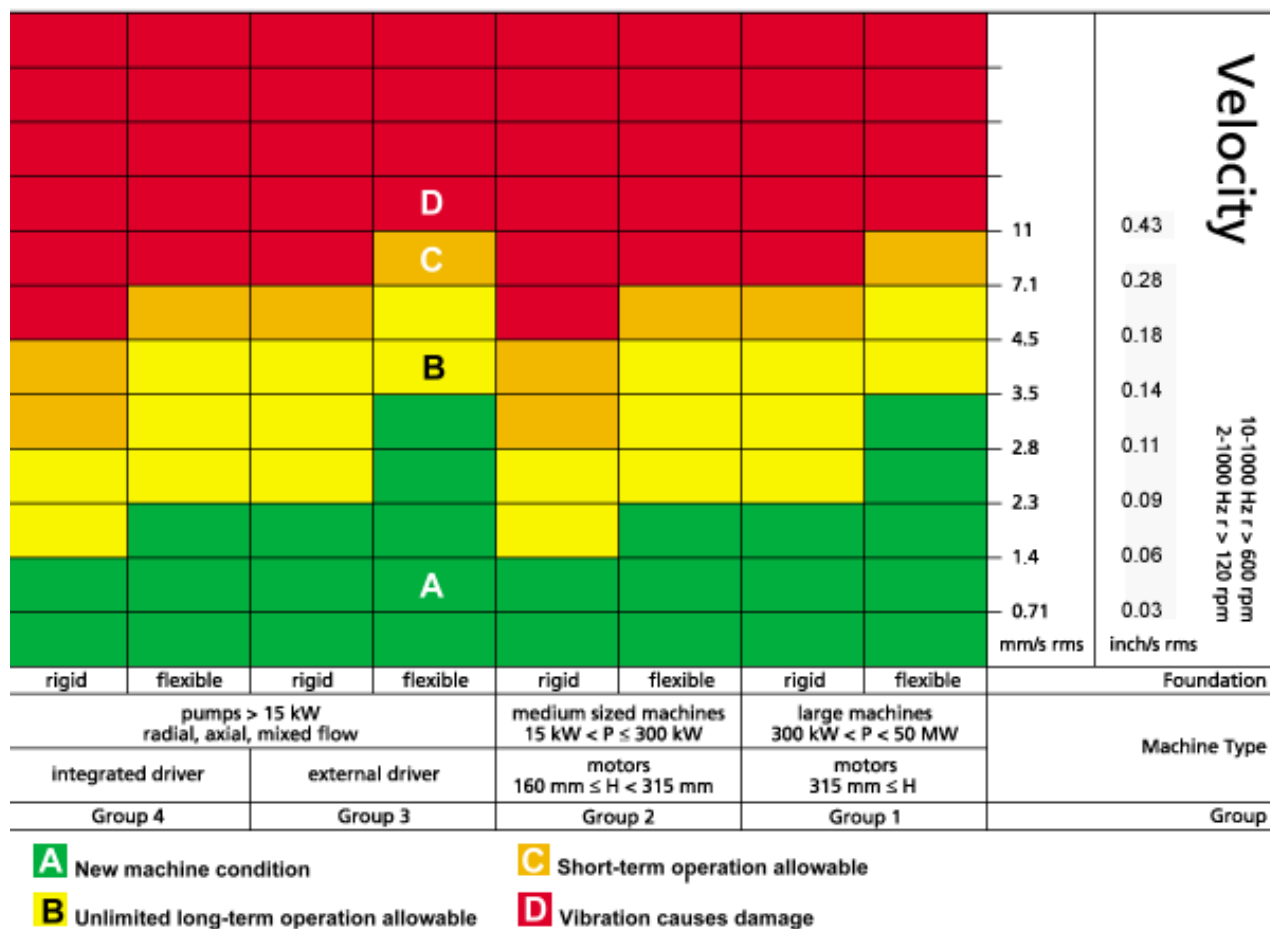 Velocity
10-1000 Hz r > 600 rpm
2-1000 Hz r > 120 rpm
D
C
B
A
11 0.43
7.1 0.28
4.5 0.18
3.5 0.14
2.8 0.11
2.3 0.09
1.4 0.06
0.71 0.03
mm/s rms inch/s rms
rigid flexible rigid flexible rigid flexible rigid flexible Foundation
pumps > 15 kW
radial, axial, mixed flow
medium sized machines
15 kW < P ≤ 300 kW
large machines
300 kW < P < 50 MW
Machine Type
integrated driver external driver
motors
160 mm ≤ H < 315 mm
motors
315 mm ≤ H
Group 4 Group 3 Group 2 Group 1 Group
A New machine condition
C Short-term operation allowable
B Unlimited long-term operation allowable
D Vibration causes damage